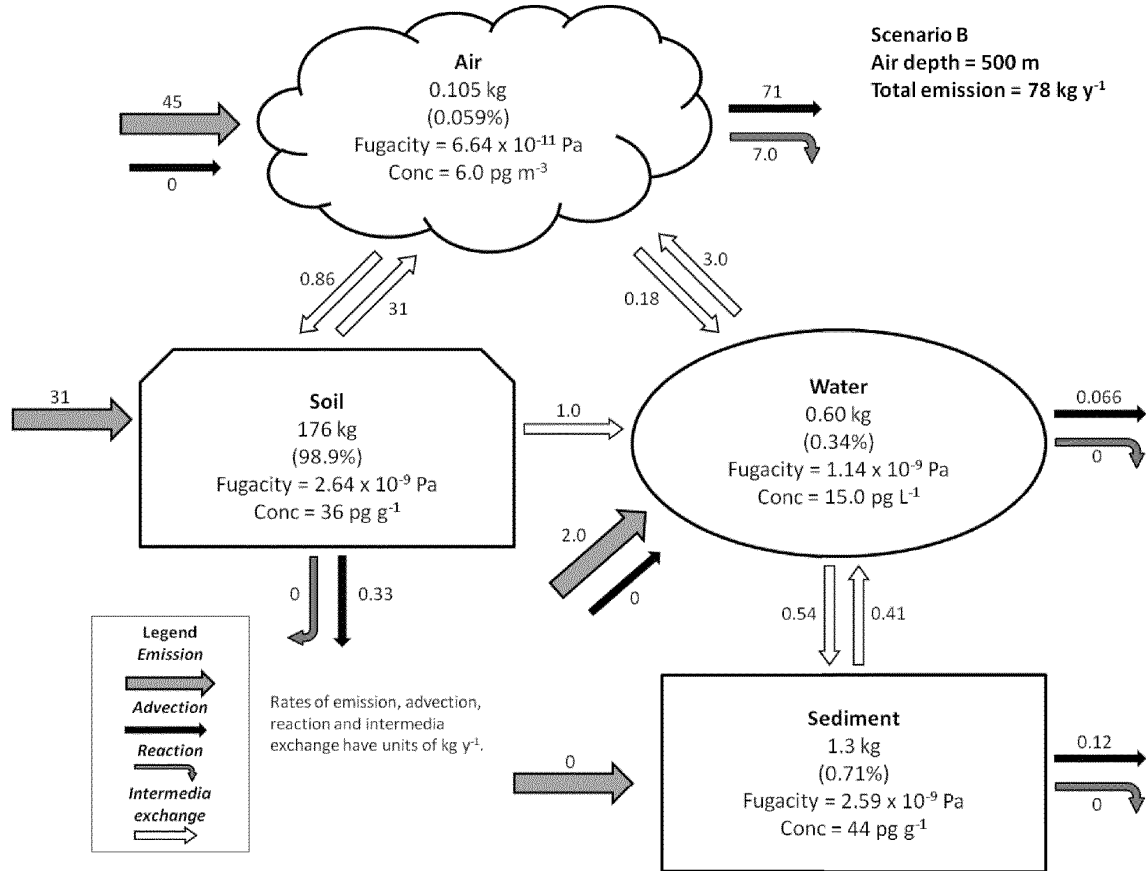 Scenario B
Air depth = 500 m
Total emission = 78 kg y⁻¹
Air
0.105 kg
(0.059%)
Fugacity = 6.64 x 10⁻¹¹ Pa
Conc = 6.0 pg m⁻³
45
0
71
7.0
0.86
31
3.0
0.18
31
Soil
176 kg
(98.9%)
Fugacity = 2.64 x 10⁻⁹ Pa
Conc = 36 pg g⁻¹
1.0
Water
0.60 kg
(0.34%)
Fugacity = 1.14 x 10⁻⁹ Pa
Conc = 15.0 pg L⁻¹
0.066
0
2.0
0
0
0.33
0.54
0.41
Legend
Emission
Advection
Reaction
Intermedia
exchange
Rates of emission, advection,
reaction and intermedia
exchange have units of kg y⁻¹.
0
Sediment
1.3 kg
(0.71%)
Fugacity = 2.59 x 10⁻⁹ Pa
Conc = 44 pg g⁻¹
0.12
0